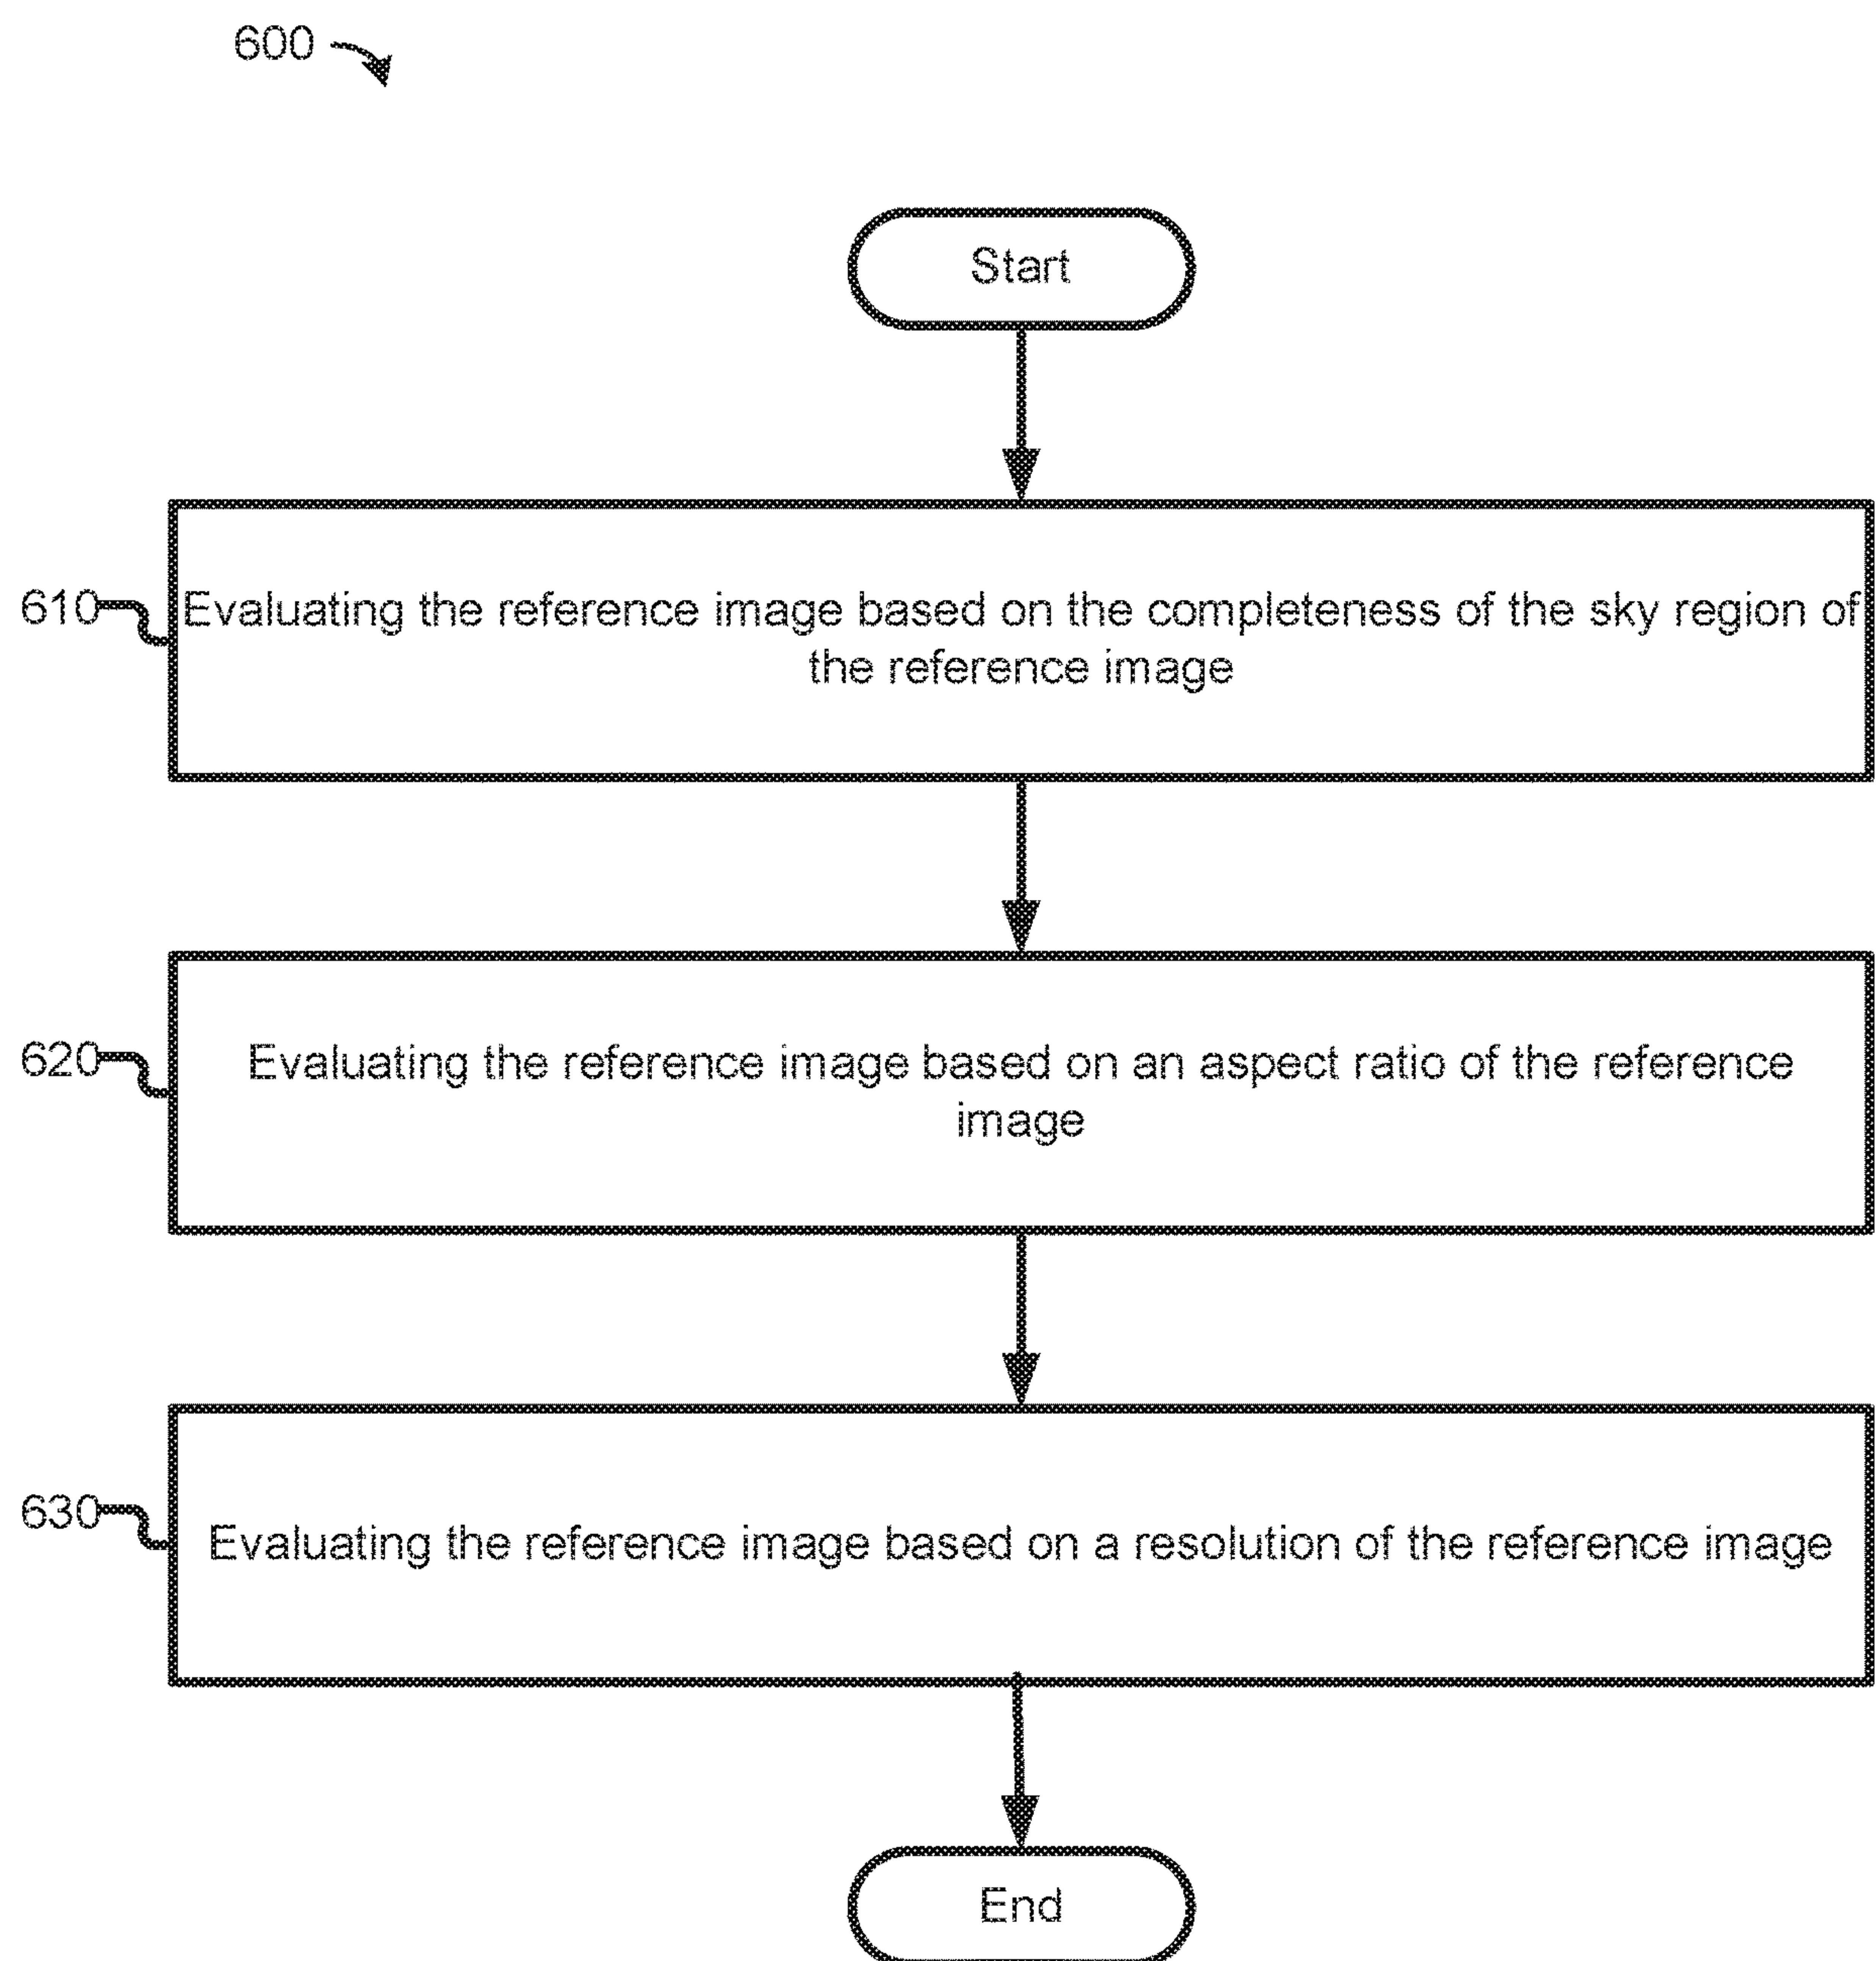 600
Start
610
Evaluating the reference image based on the completeness of the sky region of
the reference image
620
Evaluating the reference image based on an aspect ratio of the reference
image
630
Evaluating the reference image based on a resolution of the reference image
End